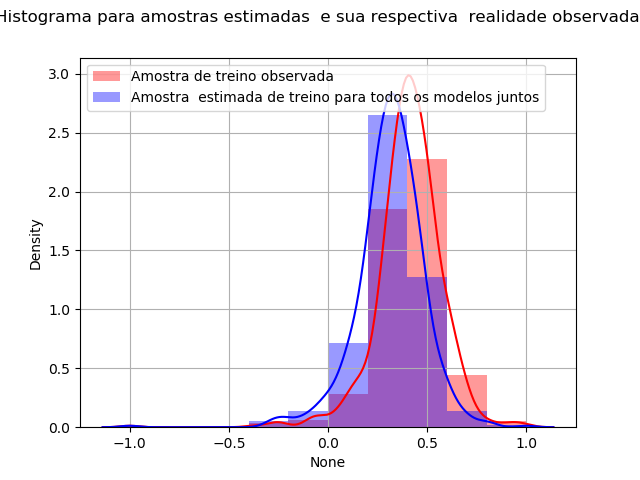 Histograma para amostras estimadas  e sua respectiva  realidade observada
Amostra de treino observada
Amostra  estimada de treino para todos os modelos juntos
3.0
2.5
2.0
1.5
1.0
0.5
0.0
Density
−1.0 −0.5 0.0 0.5 1.0
None